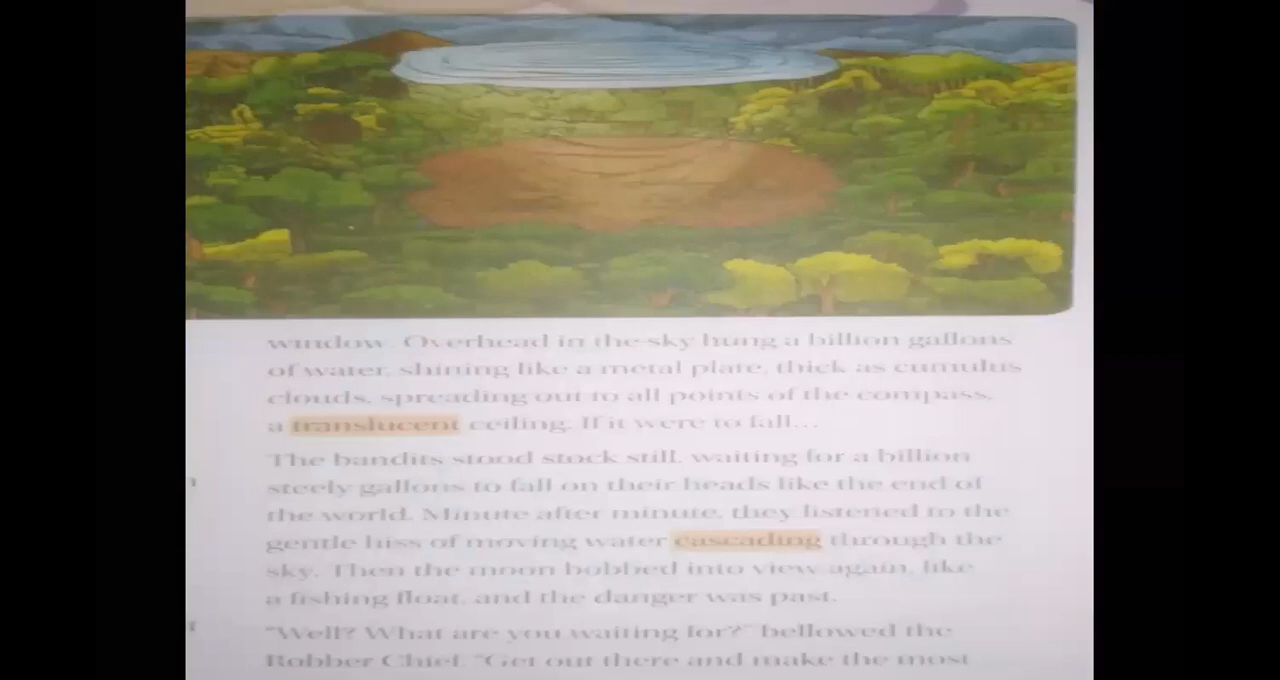 window. Overhead in the sky hung a billion gallons
of water, shining like a metal plate, thick as cumulus
clouds, spreading out to all points of the compass,
a translucent ceiling. If it were to fall...
The bandits stood stock still, waiting for a billion
steely gallons to fall on their heads like the end of
the world. Minute after minute, they listened to the
gentle hiss of moving water cascading through the
sky. Then the moon bobbed into view again, like
a fishing float, and the danger was past.
"Well? What are you waiting for?" bellowed the
Robber Chief. "Get out there and make the most